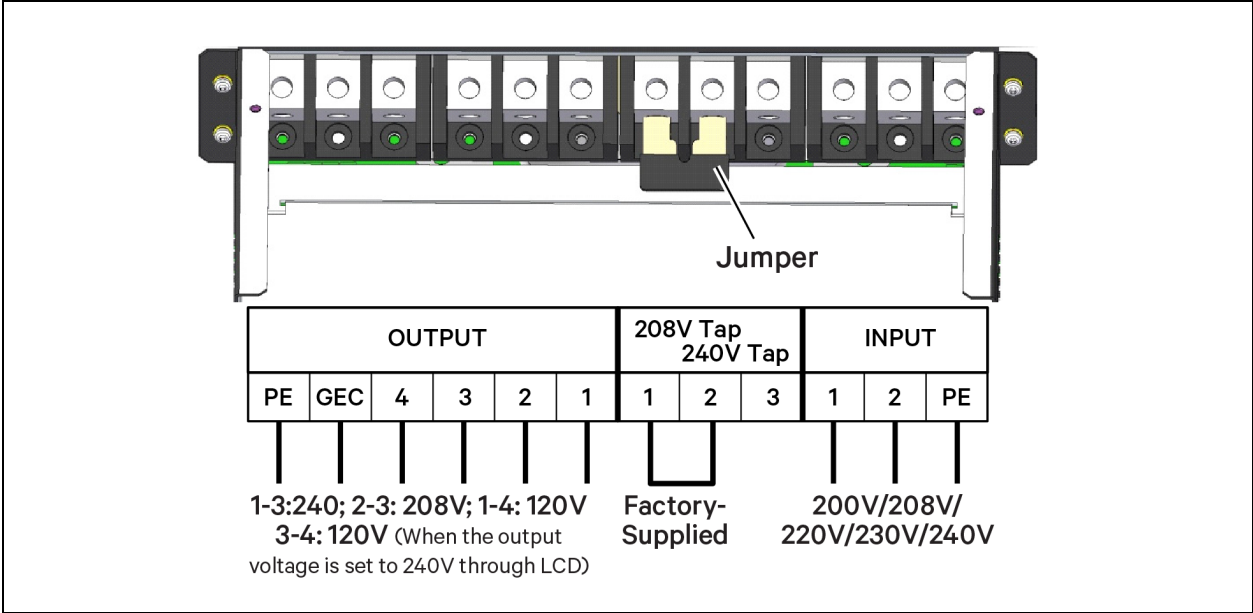 Jumper
OUTPUT
208V Tap
240V Tap
INPUT
PE GEC 4 3 2 1 1 2 3 1 2 PE
1-3:240; 2-3: 208V; 1-4: 120V
3-4: 120V (When the output
voltage is set to 240V through LCD)
Factory-
Supplied
200V/208V/
220V/230V/240V